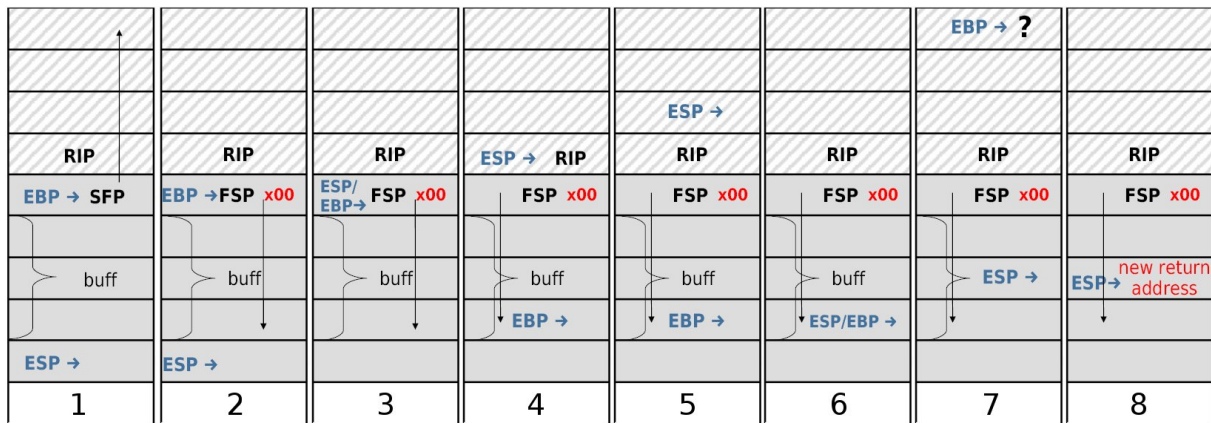 RIP
EBP → SFP
buff
ESP →
1
RIP
EBP → FSP x00
buff
ESP →
2
RIP
ESP/
EBP→ FSP x00
buff
3
ESP → RIP
FSP x00
buff
EBP →
4
ESP →
RIP
FSP x00
buff
EBP →
5
RIP
FSP x00
buff
ESP/EBP →
6
EBP → ?
RIP
FSP x00
ESP →
7
RIP
FSP x00
ESP→ new return
address
8